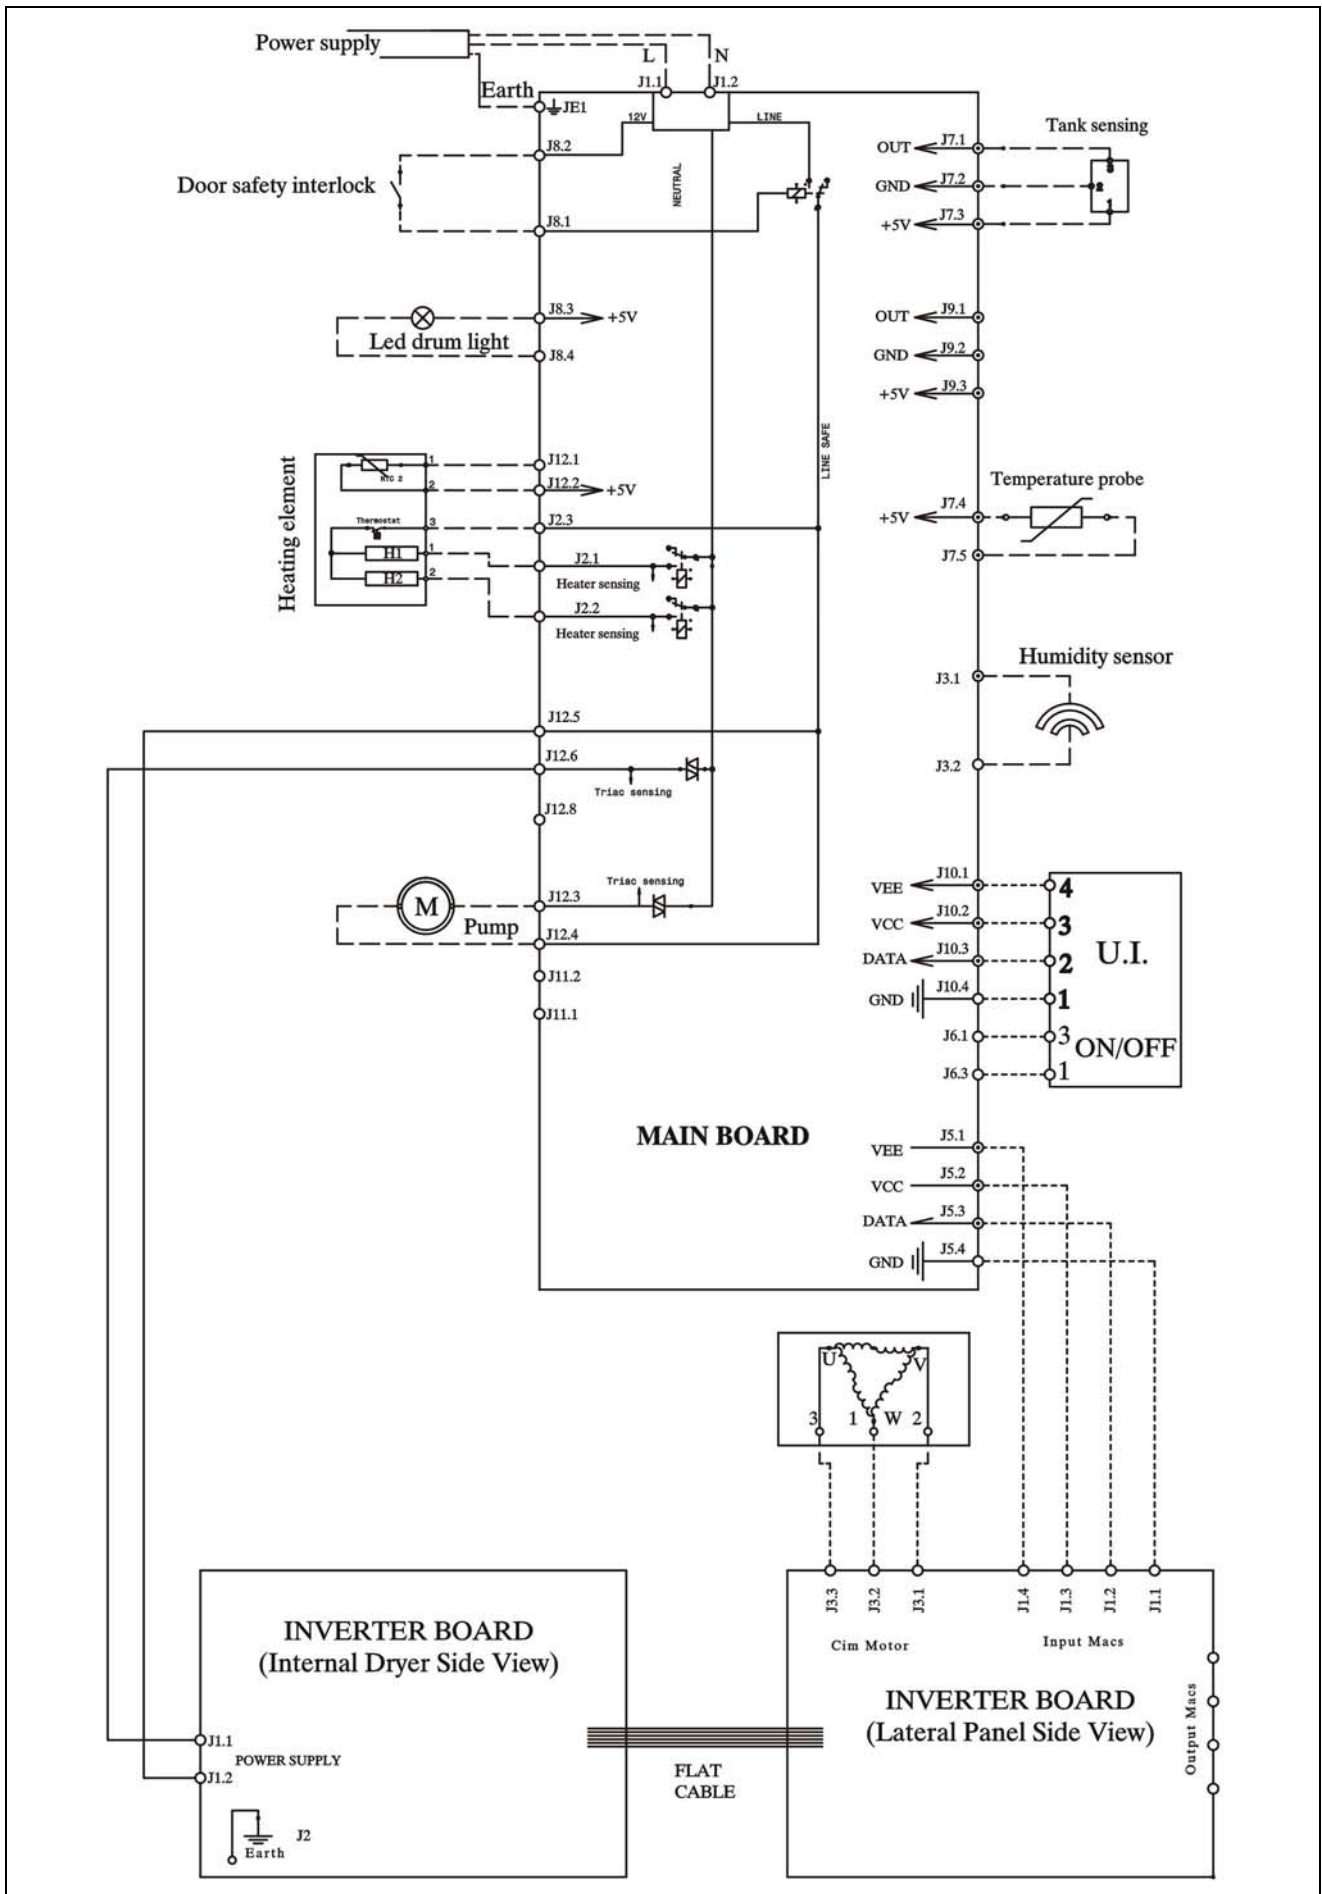 Power supply
L
N
J1.1
J1.2
Earth
JE1
12V
LINE
J8.2
Door safety interlock
NEUTRAL
J8.1
OUT
J7.1
Tank sensing
3
GND
J7.2
2
1
+5V
J7.3
J8.3
+5V
Led drum light
J8.4
OUT
J9.1
GND
J9.2
+5V
J9.3
LINE SAFE
Heating element
NTC 2
1
2
J12.1
J12.2
+5V
Thermostat
3
J2.3
H1
1
J2.1
Heater sensing
H2
2
J2.2
Heater sensing
Temperature probe
+5V
J7.4
J7.5
Humidity sensor
J3.1
J3.2
J12.5
J12.6
Triac sensing
J12.8
Triac sensing
M
J12.3
Pump
J12.4
J11.2
J11.1
VEE
J10.1
4
VCC
J10.2
3
DATA
J10.3
2
U.I.
GND
J10.4
1
J6.1
3
ON/OFF
J6.3
1
MAIN BOARD
VEE
J5.1
VCC
J5.2
DATA
J5.3
GND
J5.4
U
V
3
1
W
2
J3.3
J3.2
J3.1
J1.4
J1.3
J1.2
J1.1
Cim Motor
Input Macs
INVERTER BOARD
(Internal Dryer Side View)
INVERTER BOARD
(Lateral Panel Side View)
Output Macs
J1.1
POWER SUPPLY
J1.2
FLAT
CABLE
J2
Earth